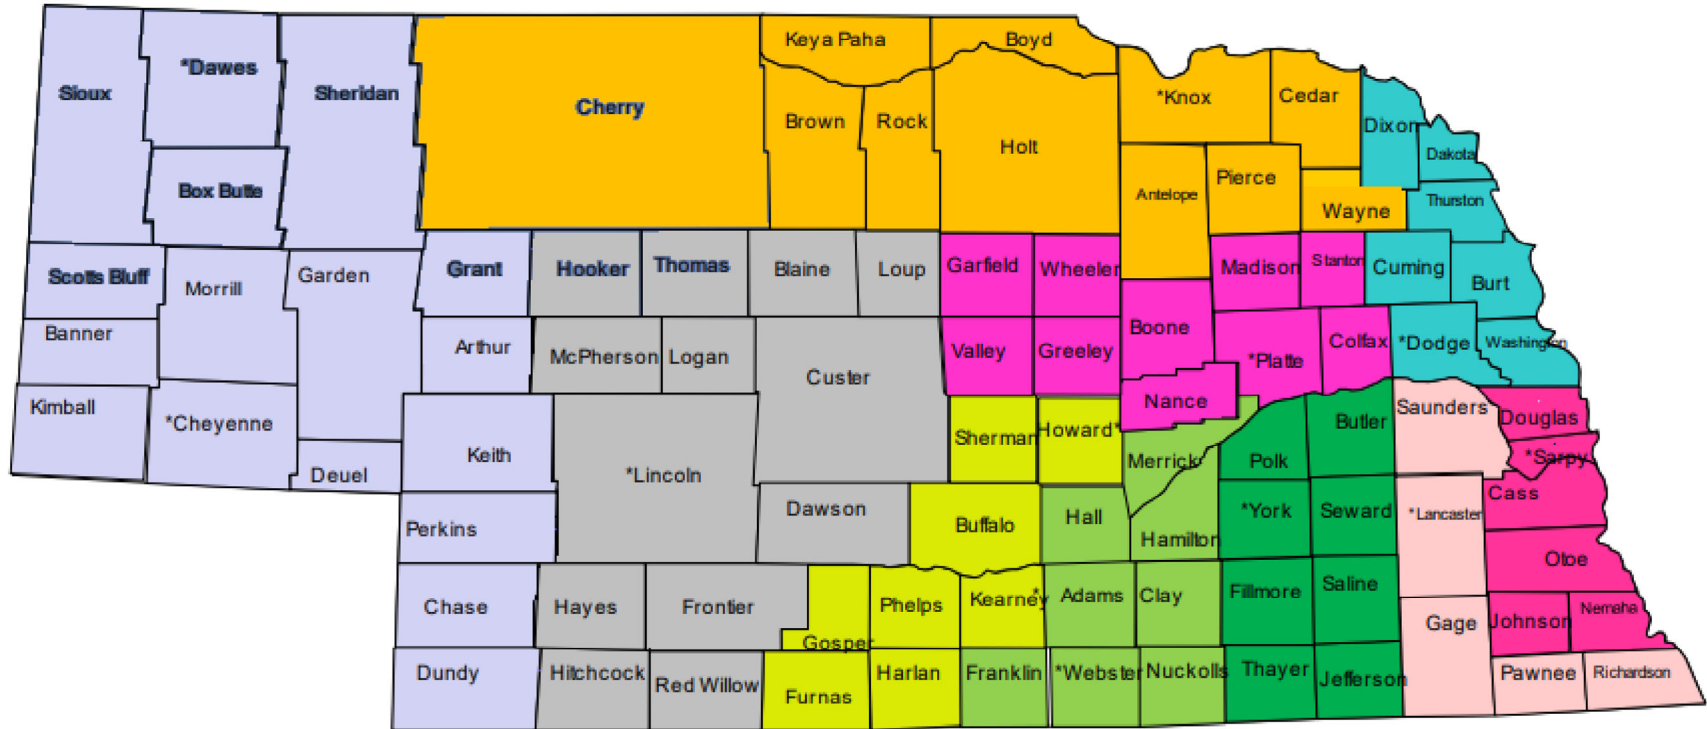 Keya Paha
Boyd
*Dawes
Sioux
Sheridan
Cherry
*Knox
Cedar
Brown
Rock
Holt
Dixon
Dakota
Box Butte
Antelope
Pierce
Wayne
Thurston
Scotts Bluff
Morrill
Garden
Grant
Hooker
Thomas
Blaine
Loup
Garfield
Wheeler
Madison
Stanton
Cuming
Burt
Banner
Arthur
McPherson
Logan
Custer
Valley
Greeley
Boone
*Platte
Colfax
*Dodge
Washington
Kimball
*Cheyenne
Nance
Saunders
Douglas
Deuel
Keith
*Lincoln
Sherman
Howard*
Merrick
Polk
Butler
*Sarpy
Perkins
Dawson
Buffalo
Hall
Hamilton
*York
Seward
*Lancaster
Cass
Otoe
Chase
Hayes
Frontier
Gosper
Phelps
Kearney
*
Adams
Clay
Fillmore
Saline
Gage
Johnson
Nemaha
Dundy
Hitchcock
Red Willow
Furnas
Harlan
Franklin
*Webster
Nuckolls
Thayer
Jefferson
Pawnee
Richardson